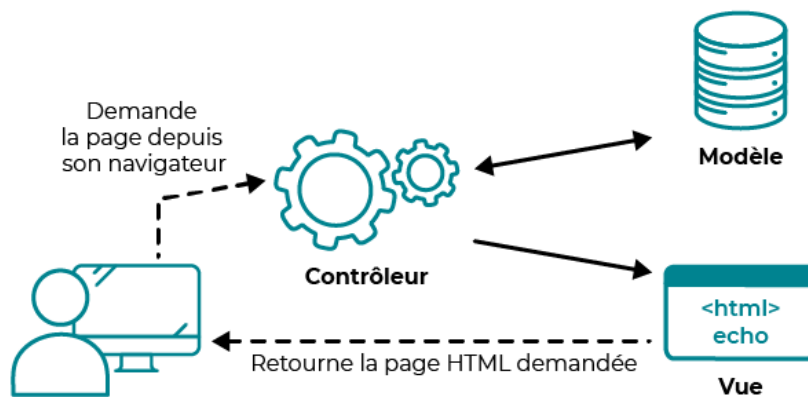 Demande
la page depuis
son navigateur
Modèle
Contrôleur
<html>
echo
Retourne la page HTML demandée
Vue